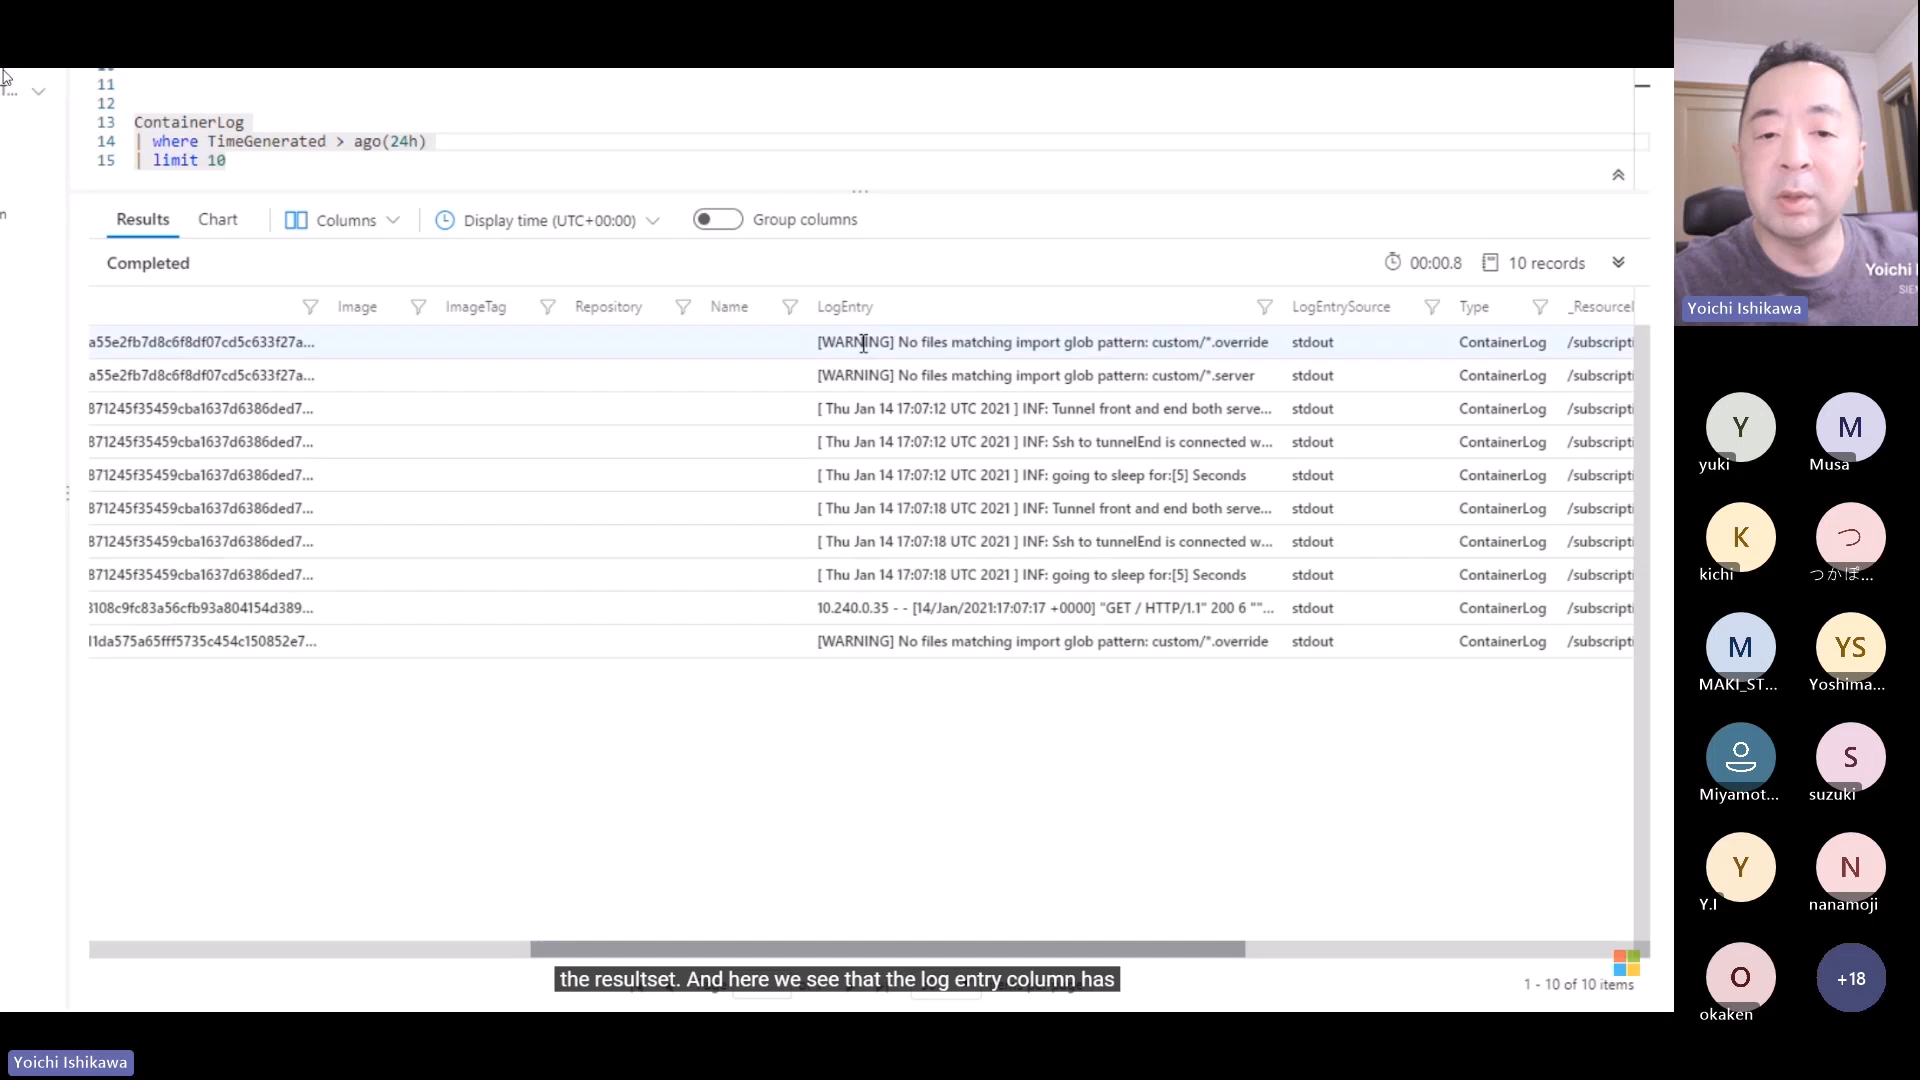 T...
11
12
13 ContainerLog
14 | where TimeGenerated > ago(24h)
15 | limit 10
Results Chart Columns Display time (UTC+00:00) Group columns
Completed 00:00.8 10 records
Image ImageTag Repository Name LogEntry LogEntrySource Type _ResourceI
a55e2fb7d8c6f8df07cd5c633f27a... [WARNING] No files matching import glob pattern: custom/*.override stdout ContainerLog /subscripti
a55e2fb7d8c6f8df07cd5c633f27a... [WARNING] No files matching import glob pattern: custom/*.server stdout ContainerLog /subscripti
871245f35459cba1637d6386ded7... [ Thu Jan 14 17:07:12 UTC 2021 ] INF: Tunnel front and end both serve... stdout ContainerLog /subscripti
871245f35459cba1637d6386ded7... [ Thu Jan 14 17:07:12 UTC 2021 ] INF: Ssh to tunnelEnd is connected w... stdout ContainerLog /subscripti
871245f35459cba1637d6386ded7... [ Thu Jan 14 17:07:12 UTC 2021 ] INF: going to sleep for:[5] Seconds stdout ContainerLog /subscripti
871245f35459cba1637d6386ded7... [ Thu Jan 14 17:07:18 UTC 2021 ] INF: Tunnel front and end both serve... stdout ContainerLog /subscripti
871245f35459cba1637d6386ded7... [ Thu Jan 14 17:07:18 UTC 2021 ] INF: Ssh to tunnelEnd is connected w... stdout ContainerLog /subscripti
871245f35459cba1637d6386ded7... [ Thu Jan 14 17:07:18 UTC 2021 ] INF: going to sleep for:[5] Seconds stdout ContainerLog /subscripti
3108c9fc83a56cfb93a804154d389... 10.240.0.35 - - [14/Jan/2021:17:07:17 +0000] "GET / HTTP/1.1" 200 6 ""... stdout ContainerLog /subscripti
l1da575a65fff5735c454c150852e7... [WARNING] No files matching import glob pattern: custom/*.override stdout ContainerLog /subscripti
the resultset. And here we see that the log entry column has
1 - 10 of 10 items
Yoichi Ishikawa
Yoichi I
SIE
Yoichi Ishikawa
Y M
yuki Musa
K つ
kichi つかぽ...
M YS
MAKI_ST... Yoshima...
S
Miyamot... suzuki
Y N
Y.I nanamoji
O +18
okaken